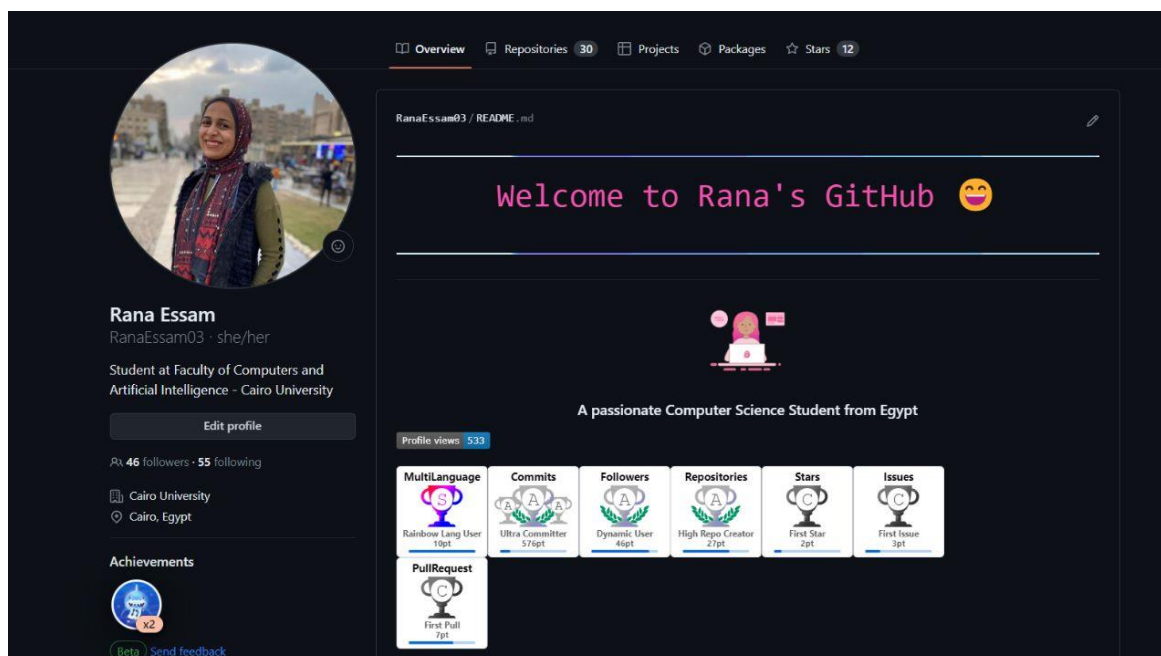 Overview Repositories 30 Projects Packages Stars 12
RanaEssam03 / README.md
Welcome to Rana's GitHub
Rana Essam
RanaEssam03 · she/her
Student at Faculty of Computers and
Artificial Intelligence - Cairo University
Edit profile
46 followers · 55 following
Cairo University
Cairo, Egypt
Achievements
x2
Beta Send feedback
A passionate Computer Science Student from Egypt
Profile views 533
MultiLanguage Commits Followers Repositories Stars Issues
S A A A A A C C
Rainbow Lang User Ultra Committer Dynamic User High Repo Creator First Star First Issue
10pt 576pt 46pt 27pt 2pt 3pt
PullRequest
C
First Pull
7pt